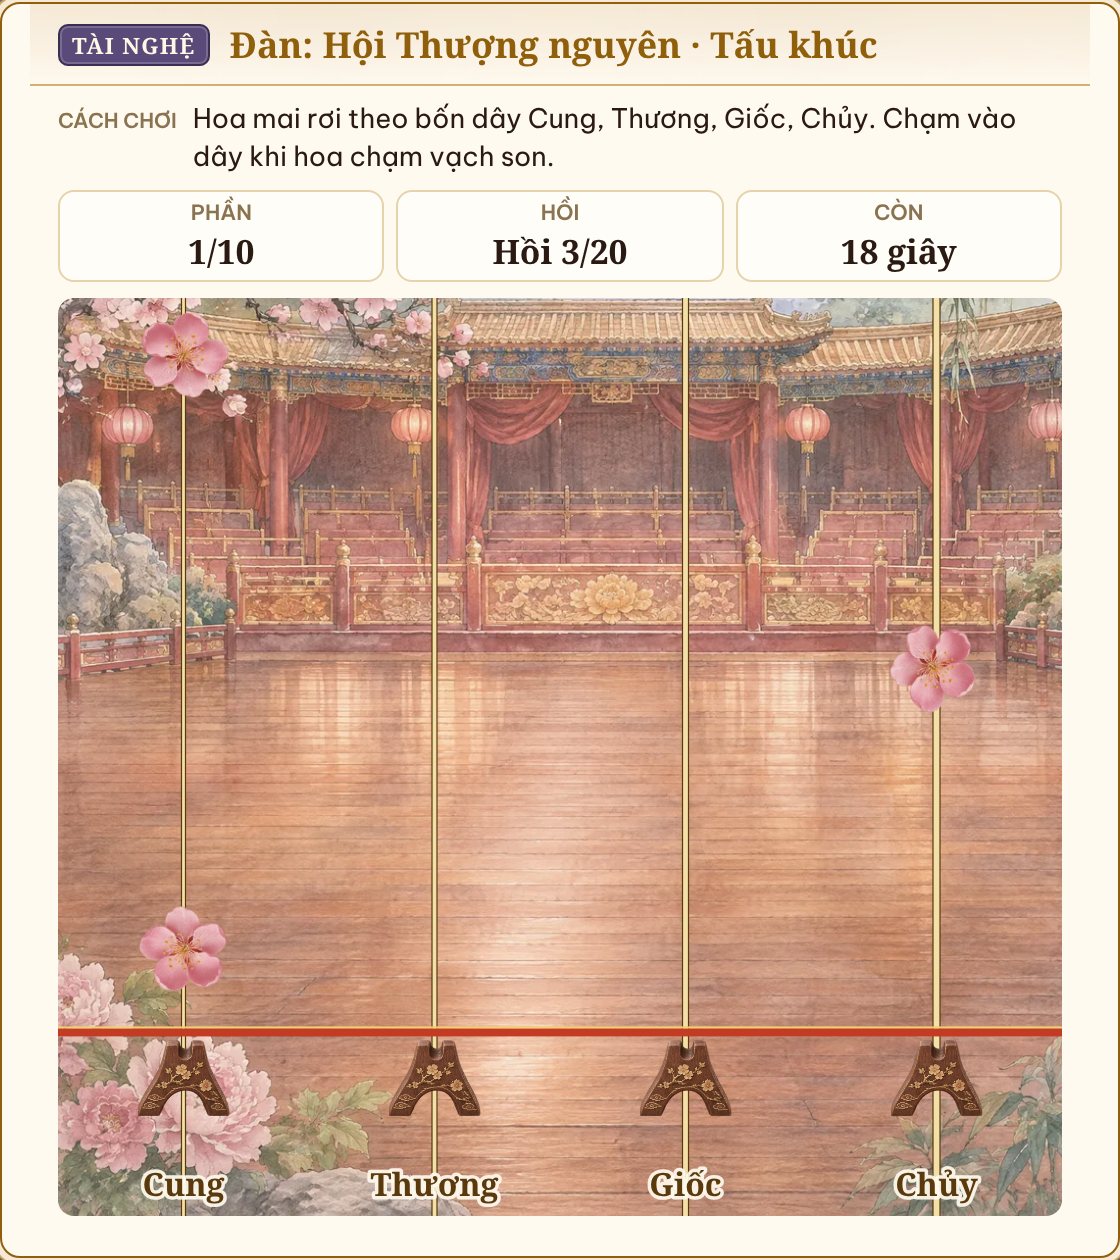 TÀI NGHỆ Đàn: Hội Thượng nguyên · Tấu khúc
CÁCH CHƠI Hoa mai rơi theo bốn dây Cung, Thương, Giốc, Chủy. Chạm vào
dây khi hoa chạm vạch son.
PHẦN HỒI CÒN
1/10 Hồi 3/20 18 giây
Cung Thương Giốc Chủy